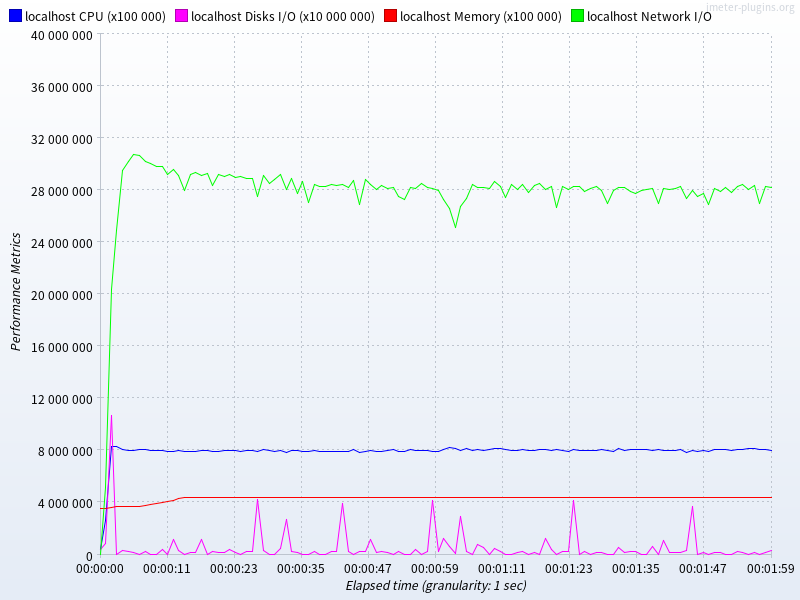 jmeter-plugins.org
localhost CPU (x100 000) localhost Disks I/O (x10 000 000) localhost Memory (x100 000) localhost Network I/O
40 000 000
36 000 000
32 000 000
28 000 000
24 000 000
20 000 000
16 000 000
12 000 000
8 000 000
4 000 000
0
Performance Metrics
00:00:00 00:00:11 00:00:23 00:00:35 00:00:47 00:00:59 00:01:11 00:01:23 00:01:35 00:01:47 00:01:59
Elapsed time (granularity: 1 sec)